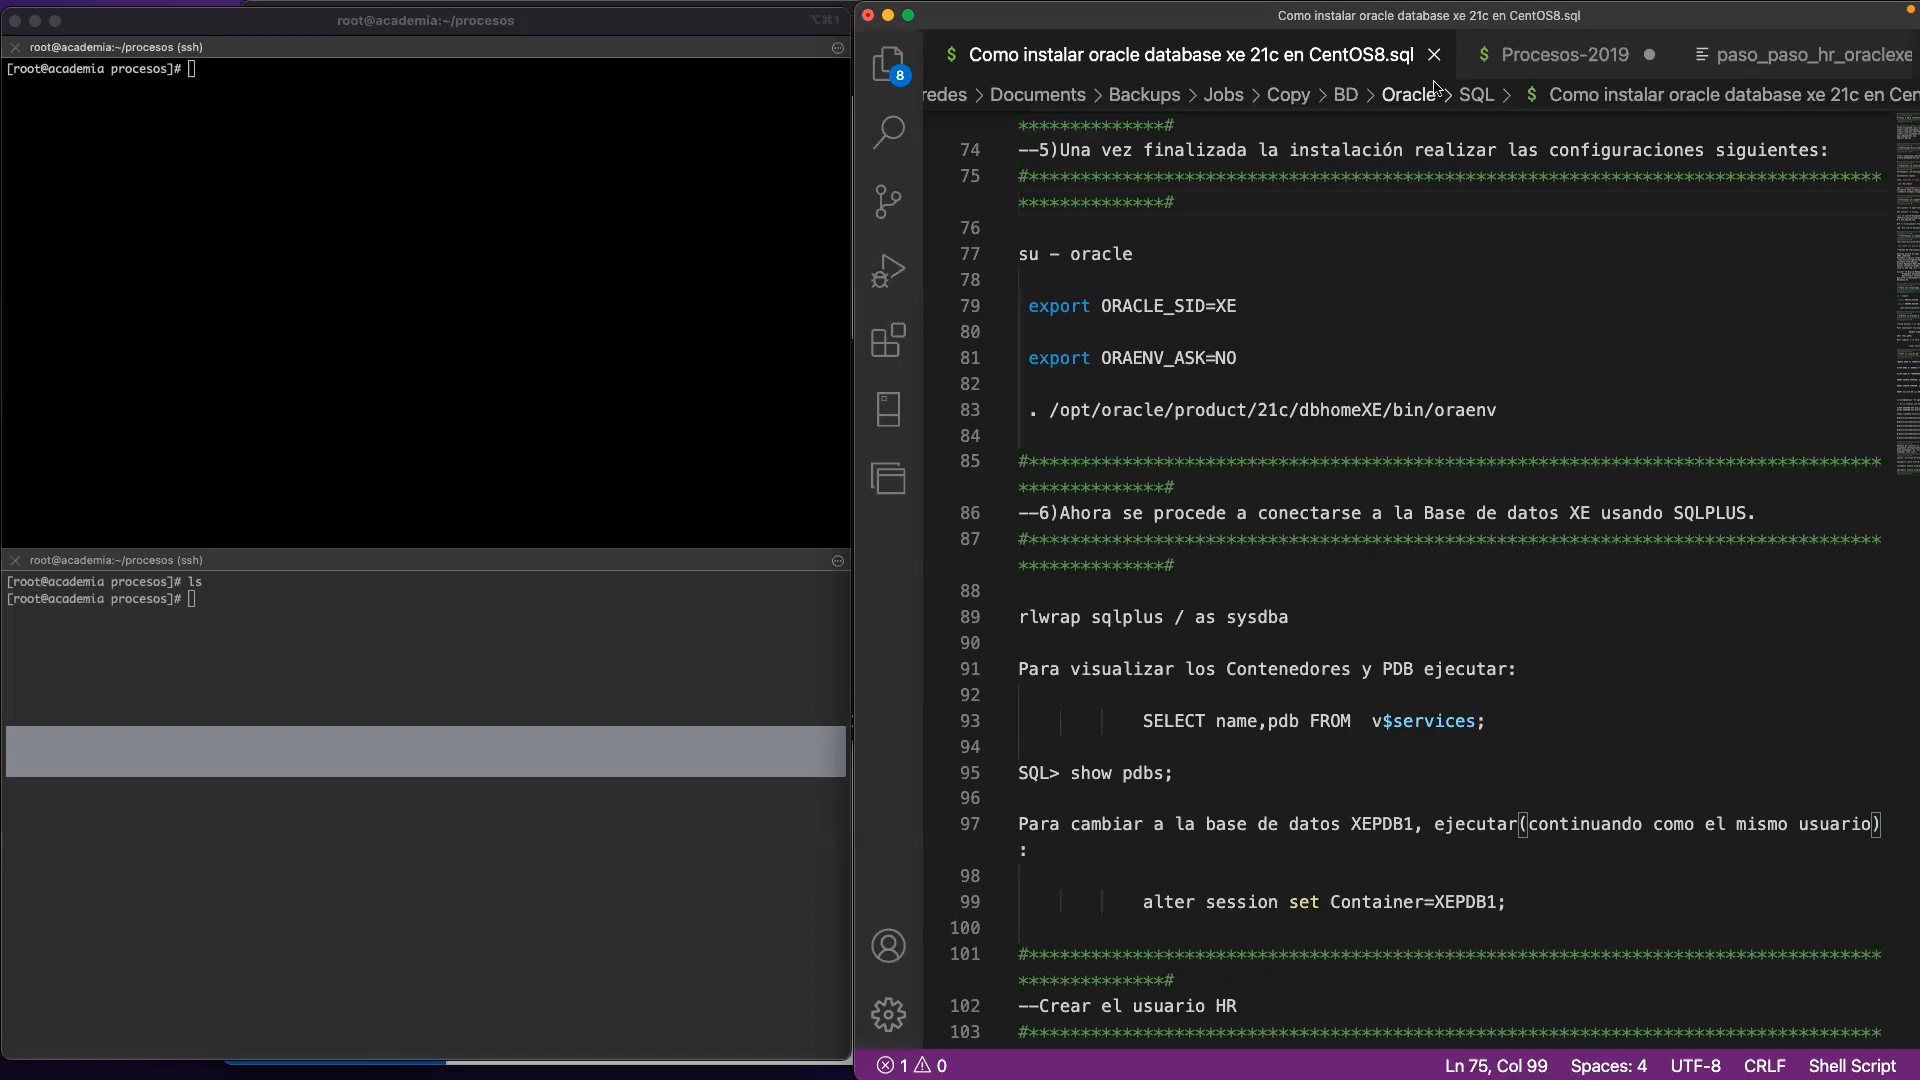 root@academia:~/procesos
⌥⌘1
root@academia:~/procesos (ssh)
[root@academia procesos]#
root@academia:~/procesos (ssh)
[root@academia procesos]# ls
[root@academia procesos]#
Como instalar oracle database xe 21c en CentOS8.sql
$ Como instalar oracle database xe 21c en CentOS8.sql
$ Procesos-2019
paso_paso_hr_oraclexe
8
redes > Documents > Backups > Jobs > Copy > BD > Oracle > SQL > $ Como instalar oracle database xe 21c en Cen
**************#
74 --5)Una vez finalizada la instalación realizar las configuraciones siguientes:
75 #**********************************************************************************
**************#
76
77 su - oracle
78
79 export ORACLE_SID=XE
80
81 export ORAENV_ASK=NO
82
83 . /opt/oracle/product/21c/dbhomeXE/bin/oraenv
84
85 #**********************************************************************************
**************#
86 --6)Ahora se procede a conectarse a la Base de datos XE usando SQLPLUS.
87 #**********************************************************************************
**************#
88
89 rlwrap sqlplus / as sysdba
90
91 Para visualizar los Contenedores y PDB ejecutar:
92
93 SELECT name,pdb FROM  v$services;
94
95 SQL> show pdbs;
96
97 Para cambiar a la base de datos XEPDB1, ejecutar(continuando como el mismo usuario)
:
98
99 alter session set Container=XEPDB1;
100
101 #**********************************************************************************
**************#
102 --Crear el usuario HR
103 #**********************************************************************************
1 0
Ln 75, Col 99 Spaces: 4 UTF-8 CRLF Shell Script